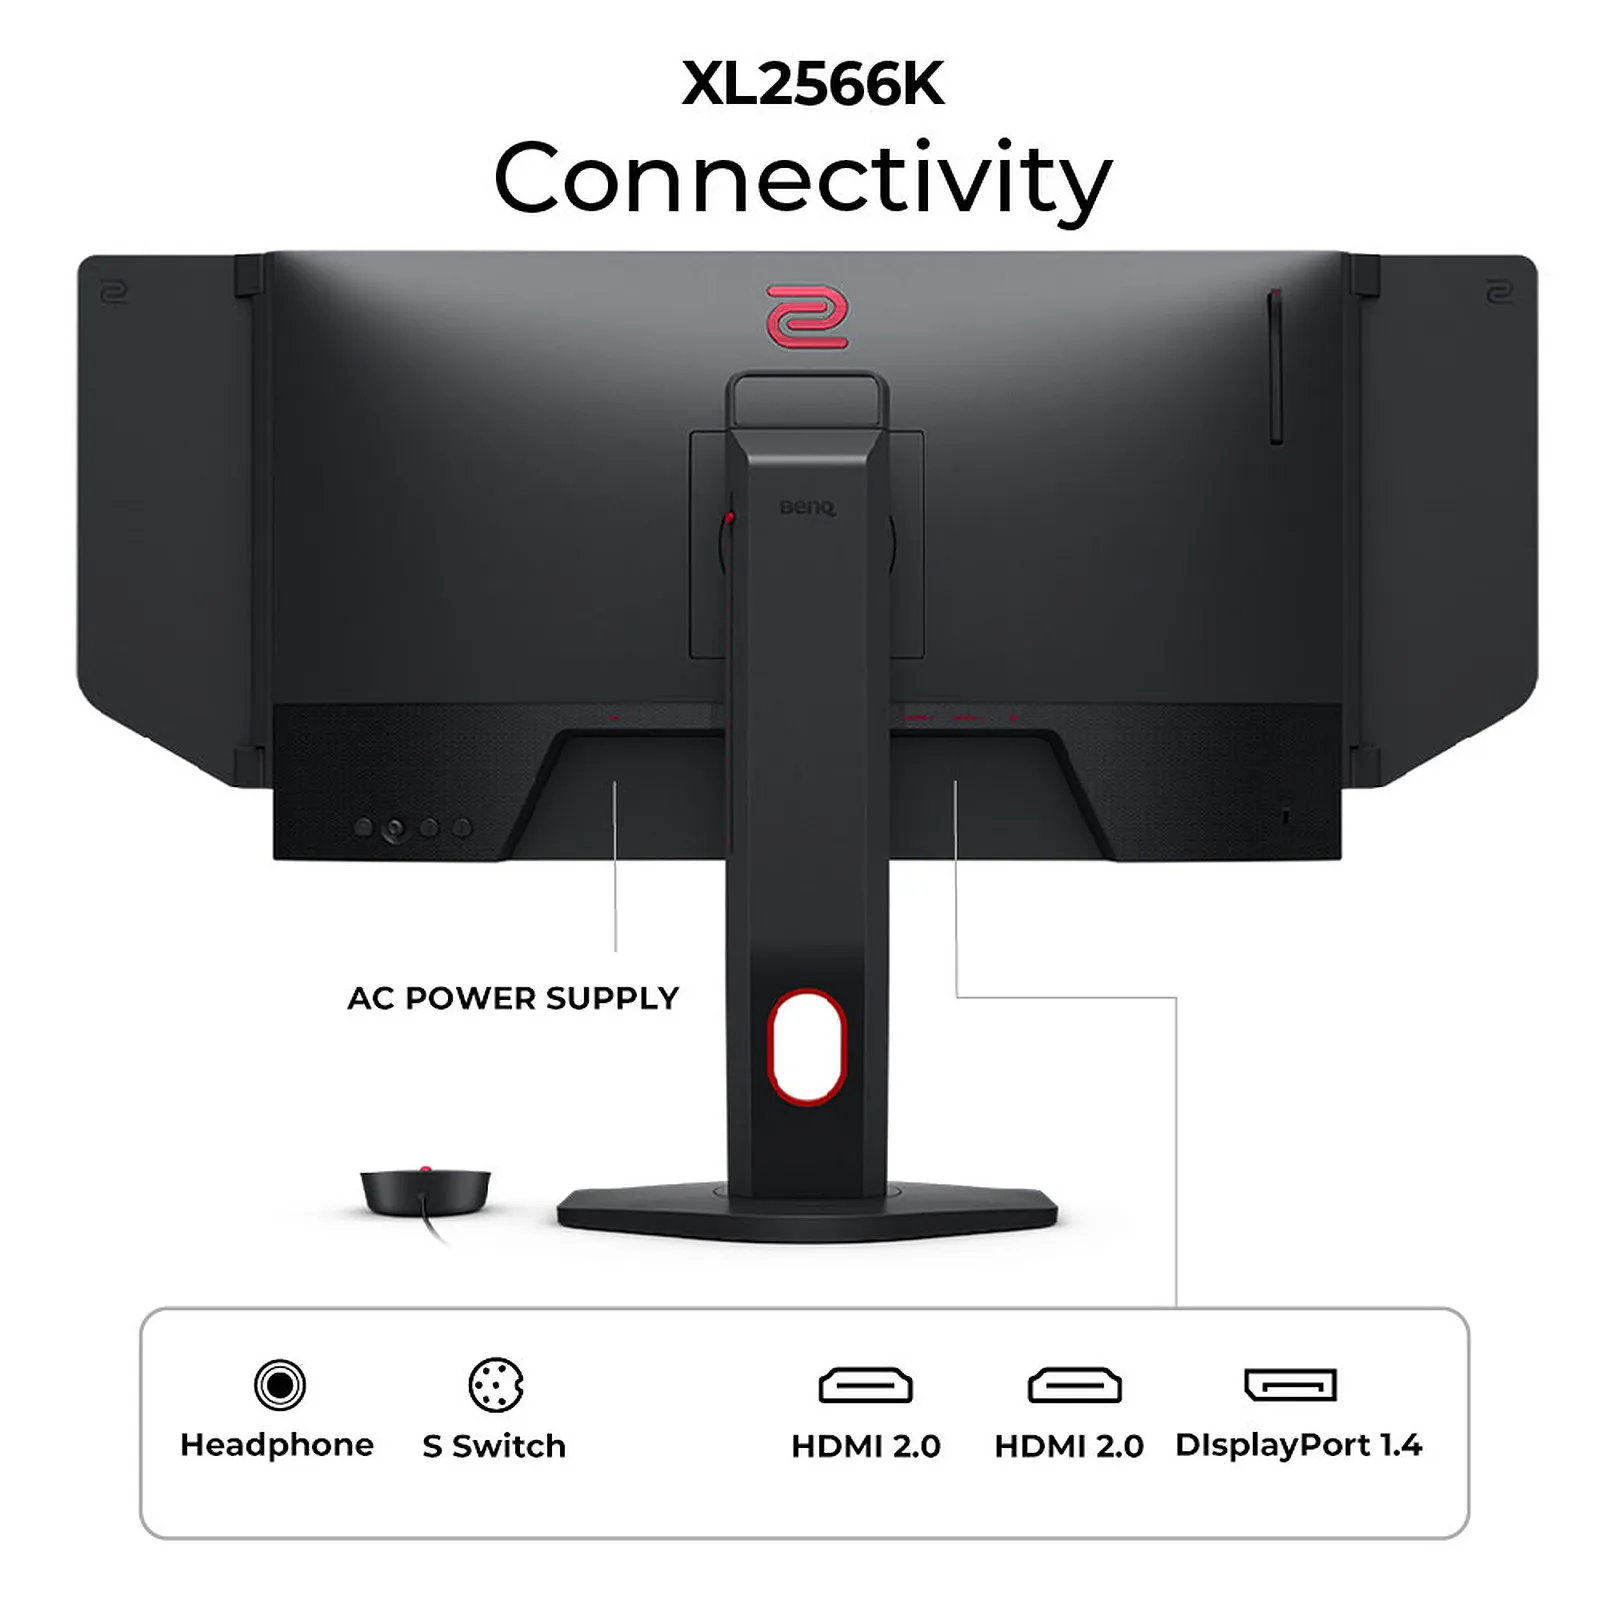 XL2566K
Connectivity
BenQ
AC POWER SUPPLY
Headphone
S Switch
HDMI 2.0
HDMI 2.0
DIsplayPort 1.4